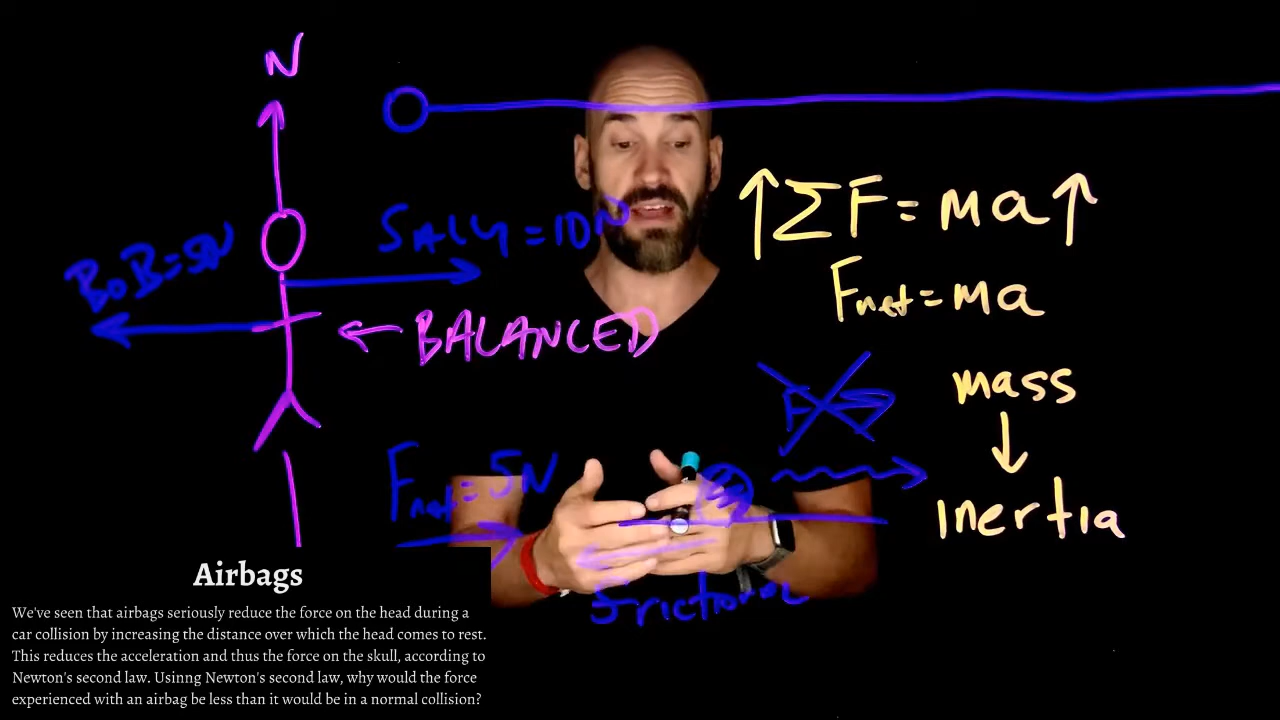 N
BOB=5N
SAlly=10N
↑ΣF=ma↑
Fnet=ma
←BALANCED
mass
↓
inertia
Fnet=5N
frictional
Airbags
We've seen that airbags seriously reduce the force on the head during a
car collision by increasing the distance over which the head comes to rest.
This reduces the acceleration and thus the force on the skull, according to
Newton's second law. Usinng Newton's second law, why would the force
experienced with an airbag be less than it would be in a normal collision?